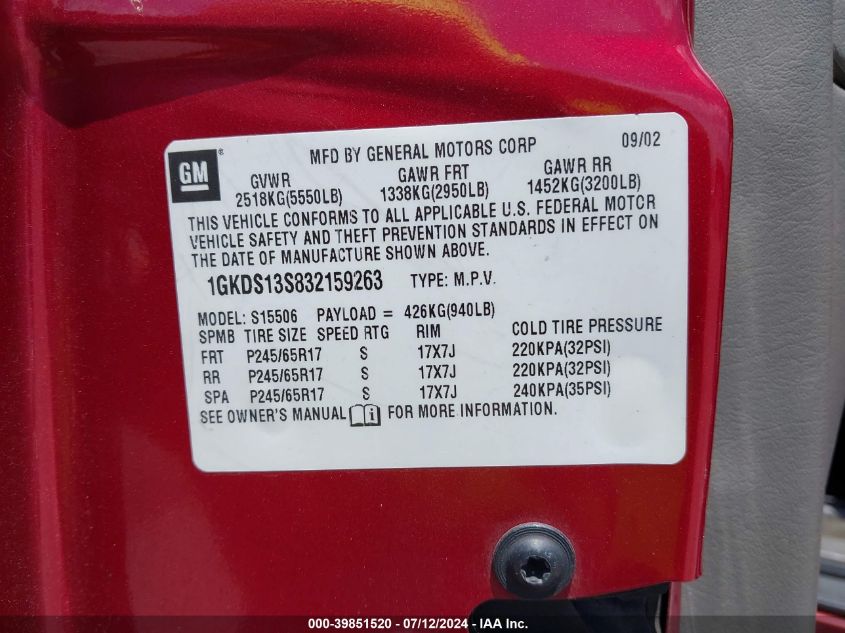 MFD BY GENERAL MOTORS CORP 09/02
GM
GVWR GAWR FRT GAWR RR
2518KG(5550LB) 1338KG(2950LB) 1452KG(3200LB)
THIS VEHICLE CONFORMS TO ALL APPLICABLE U.S. FEDERAL MOTOR
VEHICLE SAFETY AND THEFT PREVENTION STANDARDS IN EFFECT ON
THE DATE OF MANUFACTURE SHOWN ABOVE.
1GKDS13S832159263 TYPE: M.P.V.
MODEL: S15506 PAYLOAD = 426KG(940LB)
SPMB TIRE SIZE SPEED RTG RIM COLD TIRE PRESSURE
FRT P245/65R17 S 17X7J 220KPA(32PSI)
RR P245/65R17 S 17X7J 220KPA(32PSI)
SPA P245/65R17 S 17X7J 240KPA(35PSI)
SEE OWNER'S MANUAL i FOR MORE INFORMATION.
000-39851520 / 07/12/2024 - IAA Inc.